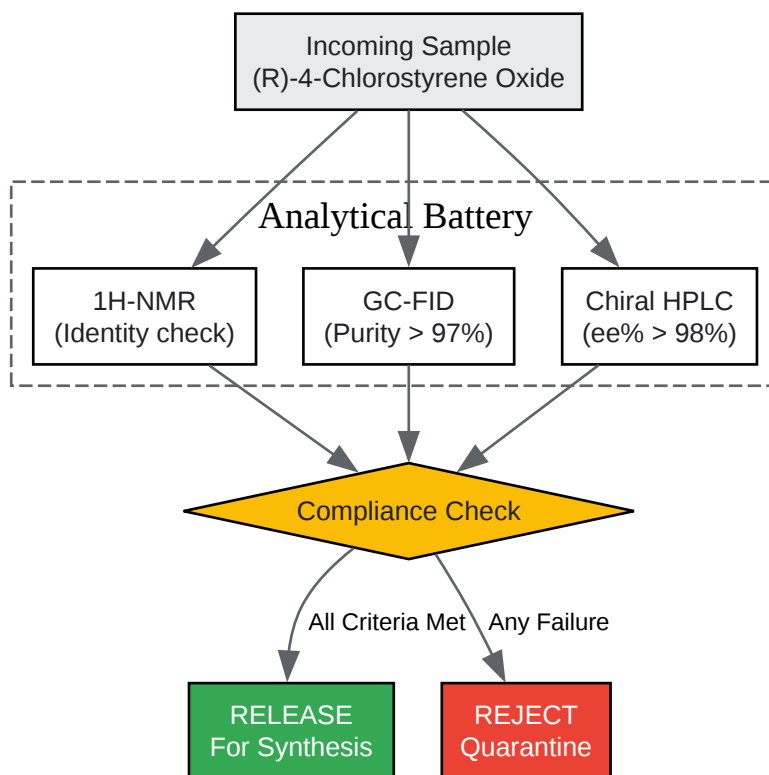 Incoming Sample
(R)-4-Chlorostyrene Oxide
Analytical Battery
1H-NMR
(Identity check)
GC-FID
(Purity > 97%)
Chiral HPLC
(ee% > 98%)
Compliance Check
All Criteria Met
Any Failure
RELEASE
For Synthesis
REJECT
Quarantine